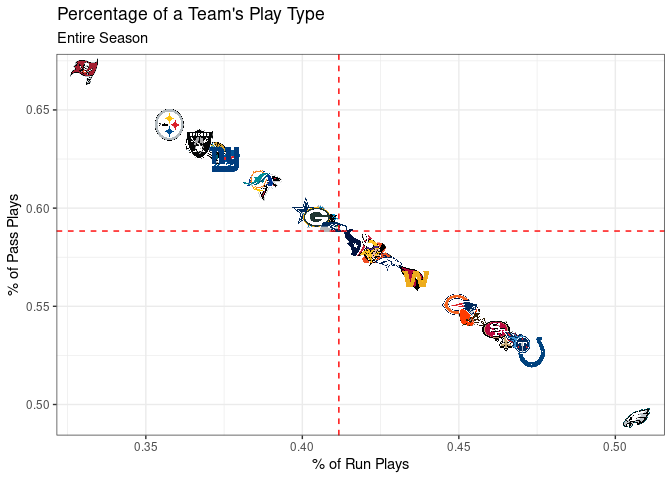 Percentage of a Team's Play Type
Entire Season
% of Pass Plays
0.65
0.60
0.55
0.50
0.35
0.40
0.45
0.50
% of Run Plays